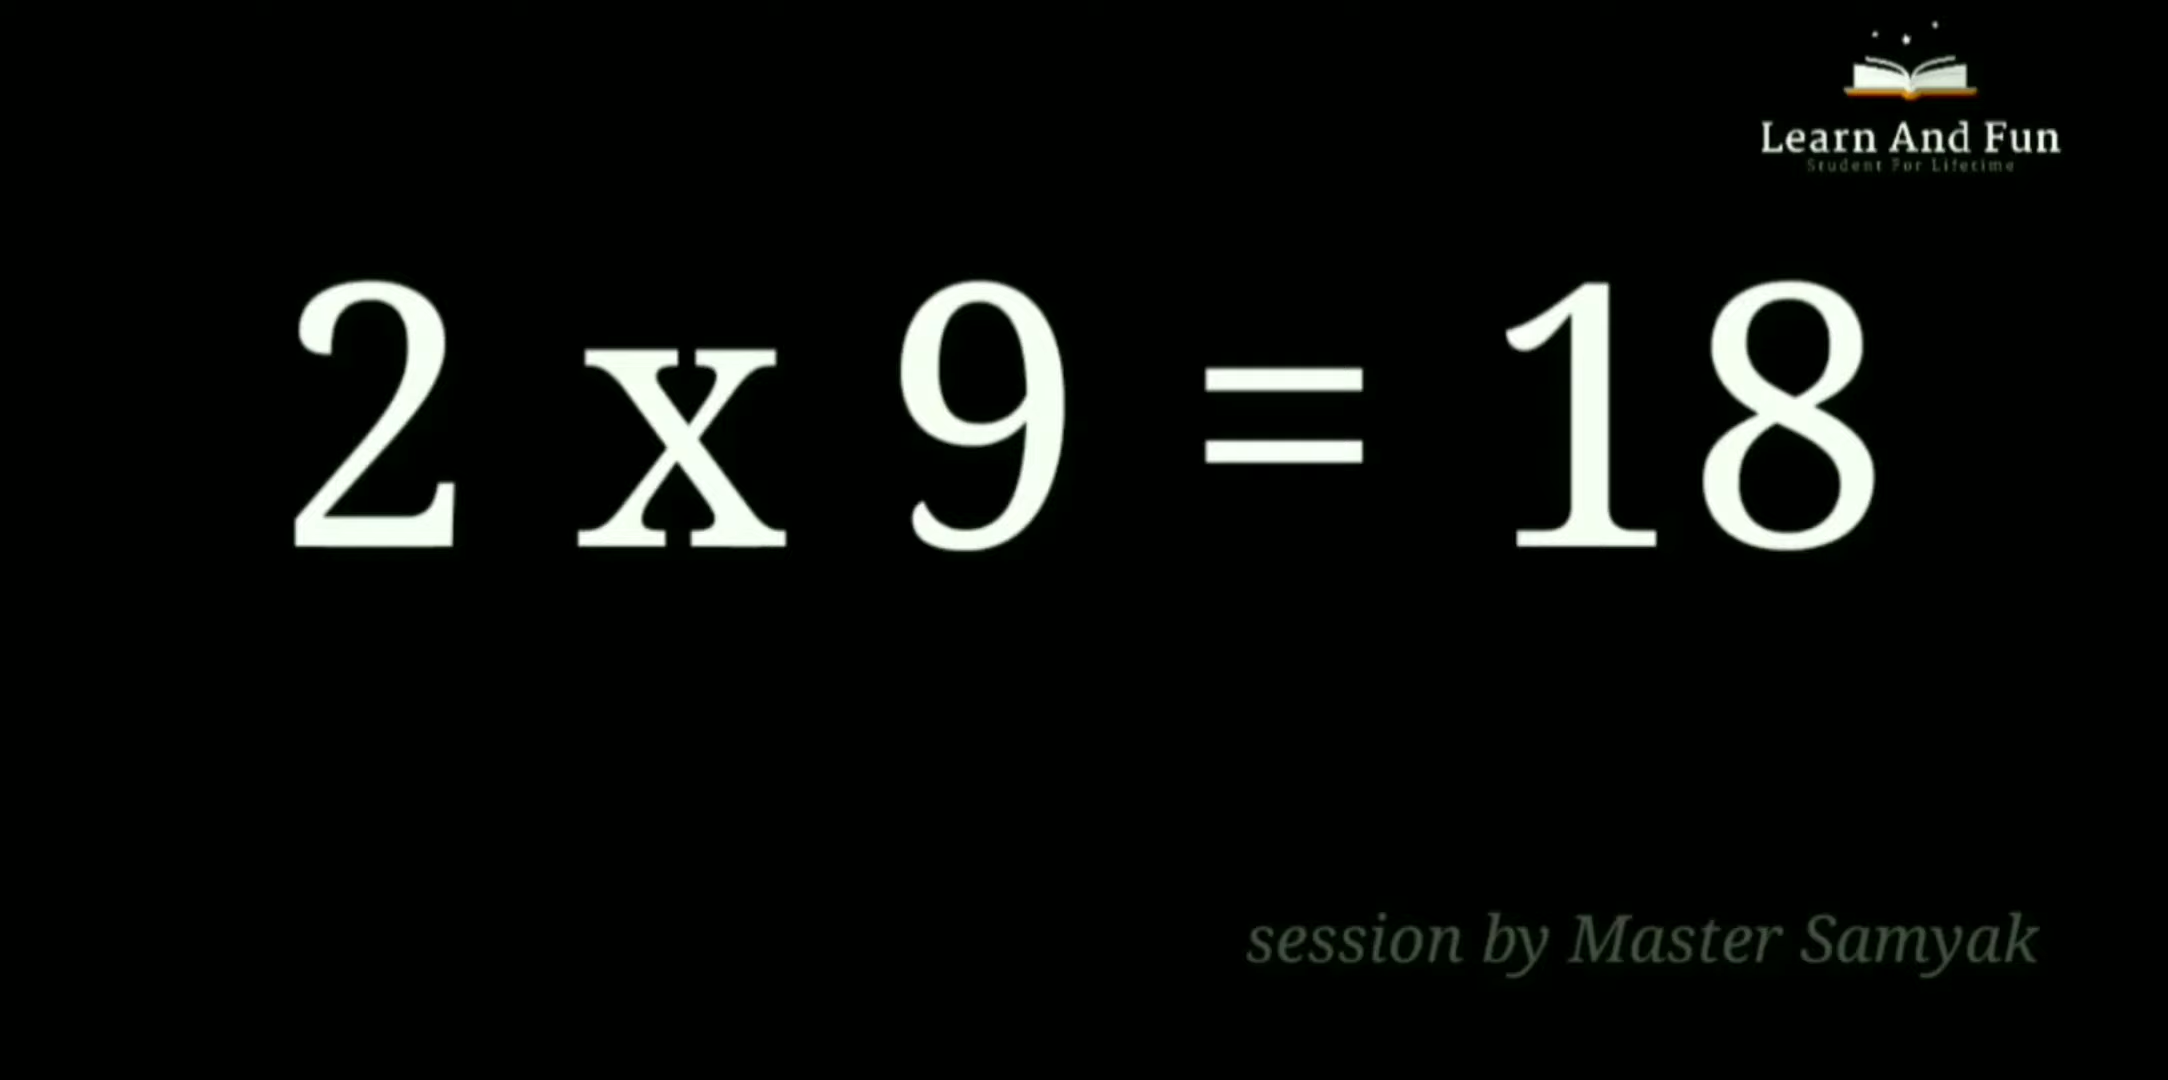 Learn And Fun
Student For Lifetime
2 x 9 = 18
session by Master Samyak